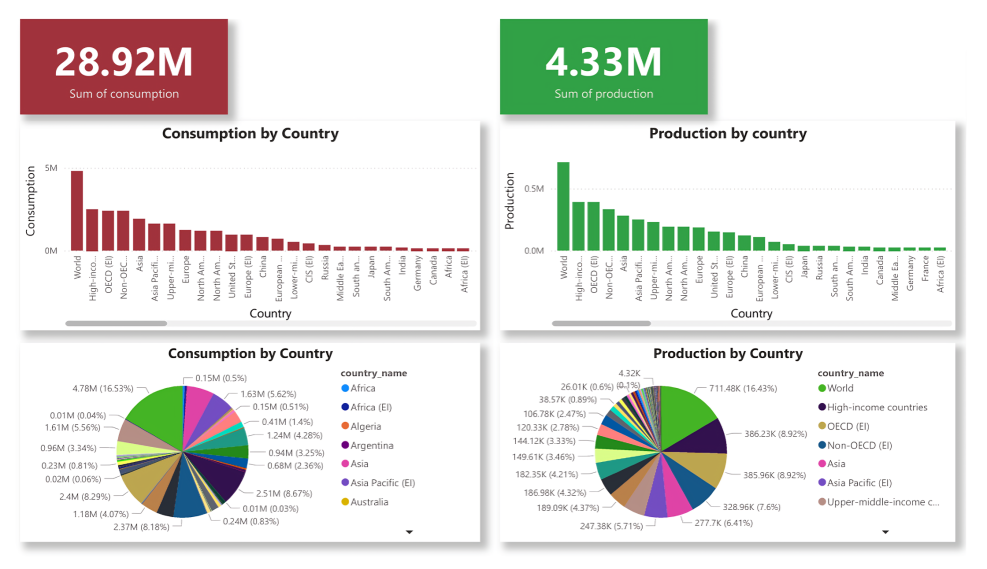 28.92M
Sum of consumption
4.33M
Sum of production
Consumption by Country
Consumption
5M
0M
World
High-inco...
OECD (EI)
Non-OEC...
Asia
Asia Pacifi...
Upper-mi...
Europe
North Am...
North Am...
United St...
Europe (EI)
China
European ...
Lower-mi...
CIS (EI)
Russia
Middle Ea...
South an...
Japan
South Am...
India
Germany
Canada
Africa
Africa (EI)
Country
Production by country
Production
0.5M
0.0M
World
High-inco...
OECD (EI)
Non-OEC...
Asia
Asia Pacifi...
Europe
North Am...
North Am...
Upper-mi...
United St...
Europe (EI)
China
European ...
Lower-mi...
CIS (EI)
Japan
Russia
South an...
South Am...
India
Canada
Middle Ea...
Germany
France
Africa (EI)
Country
Consumption by Country
0.15M (0.5%)
4.78M (16.53%)
1.63M (5.62%)
0.15M (0.51%)
0.01M (0.04%)
0.41M (1.4%)
1.61M (5.56%)
1.24M (4.28%)
0.96M (3.34%)
0.94M (3.25%)
0.23M (0.81%)
0.68M (2.36%)
0.02M (0.06%)
2.4M (8.29%)
2.51M (8.67%)
0.01M (0.03%)
1.18M (4.07%)
0.24M (0.83%)
2.37M (8.18%)
country_name
Africa
Africa (EI)
Algeria
Argentina
Asia
Asia Pacific (EI)
Australia
Production by Country
4.32K
(0.1%)
26.01K (0.6%)
711.48K (16.43%)
38.57K (0.89%)
106.78K (2.47%)
120.33K (2.78%)
386.23K (8.92%)
144.12K (3.33%)
149.61K (3.46%)
182.35K (4.21%)
385.96K (8.92%)
186.98K (4.32%)
189.09K (4.37%)
328.96K (7.6%)
247.38K (5.71%)
277.7K (6.41%)
country_name
World
High-income countries
OECD (EI)
Non-OECD (EI)
Asia
Asia Pacific (EI)
Upper-middle-income c...